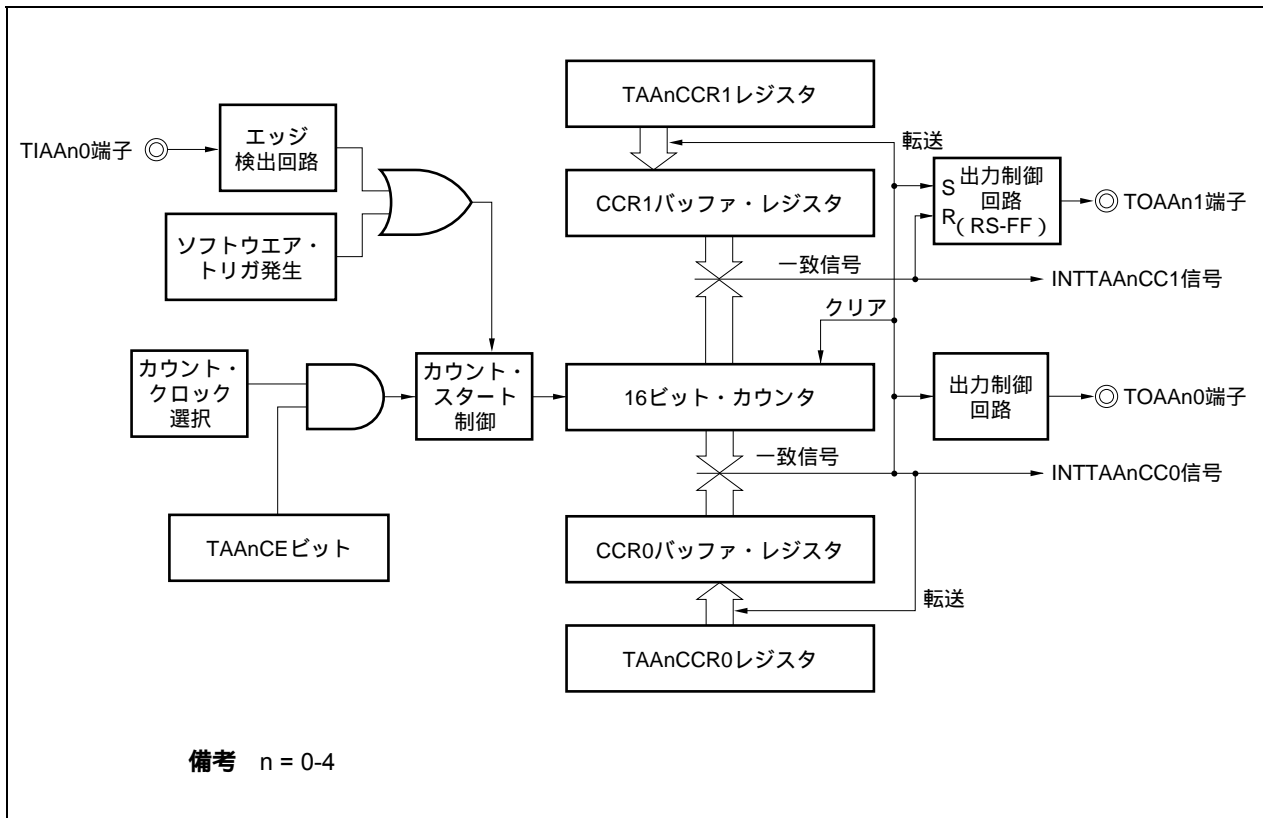 TAAnCCR1レジスタ
TIAAn0端子
エッジ
検出回路
転送
CCR1バッファ・レジスタ
S
R
出力制御
回路
(RS-FF)
TOAAn1端子
ソフトウエア・
トリガ発生
一致信号
INTTAAnCC1信号
クリア
カウント・
クロック
選択
カウント・
スタート
制御
16ビット・カウンタ
出力制御
回路
TOAAn0端子
一致信号
INTTAAnCC0信号
TAAnCEビット
CCR0バッファ・レジスタ
転送
TAAnCCR0レジスタ
備考 n = 0-4